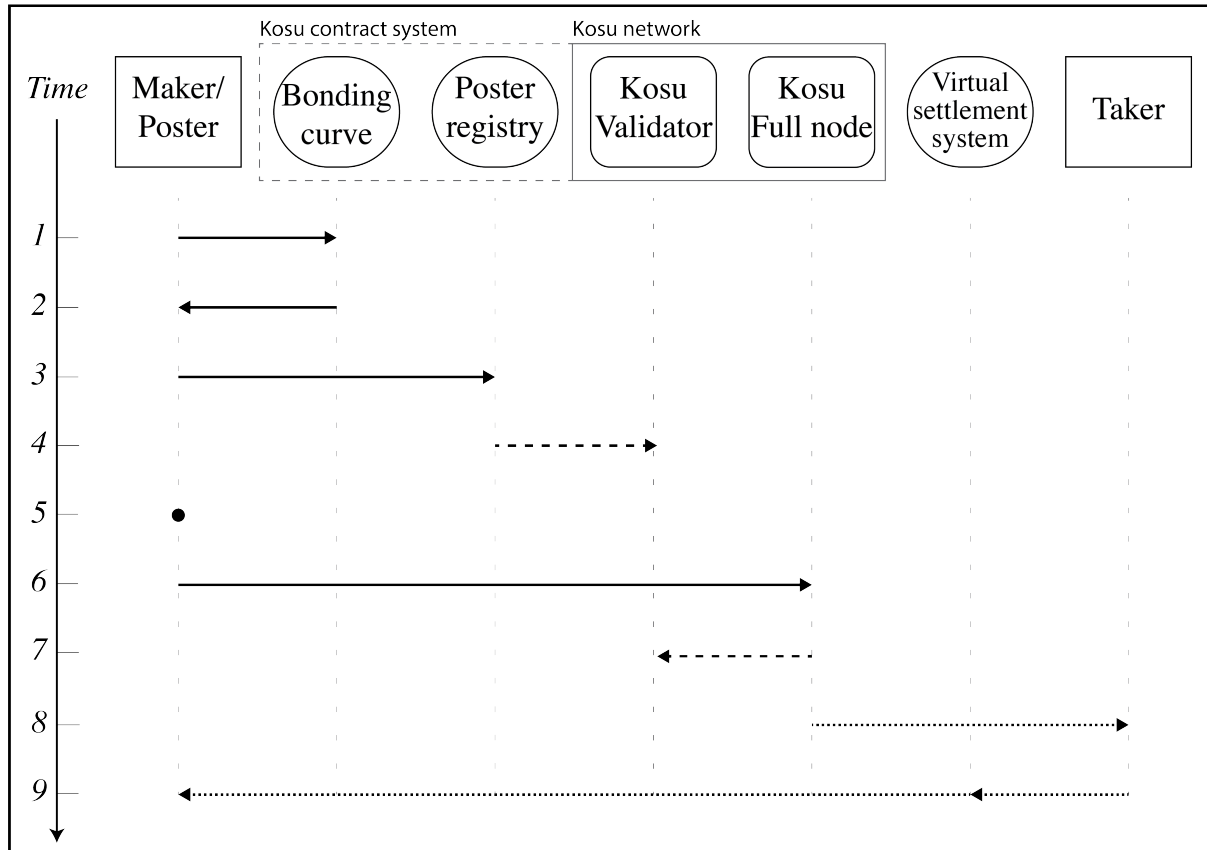 Kosu contract system
Kosu network
Time
Maker/
Poster
Bonding
curve
Poster
registry
Kosu
Validator
Kosu
Full node
Virtual
settlement
system
Taker
1
2
3
4
5
6
7
8
9